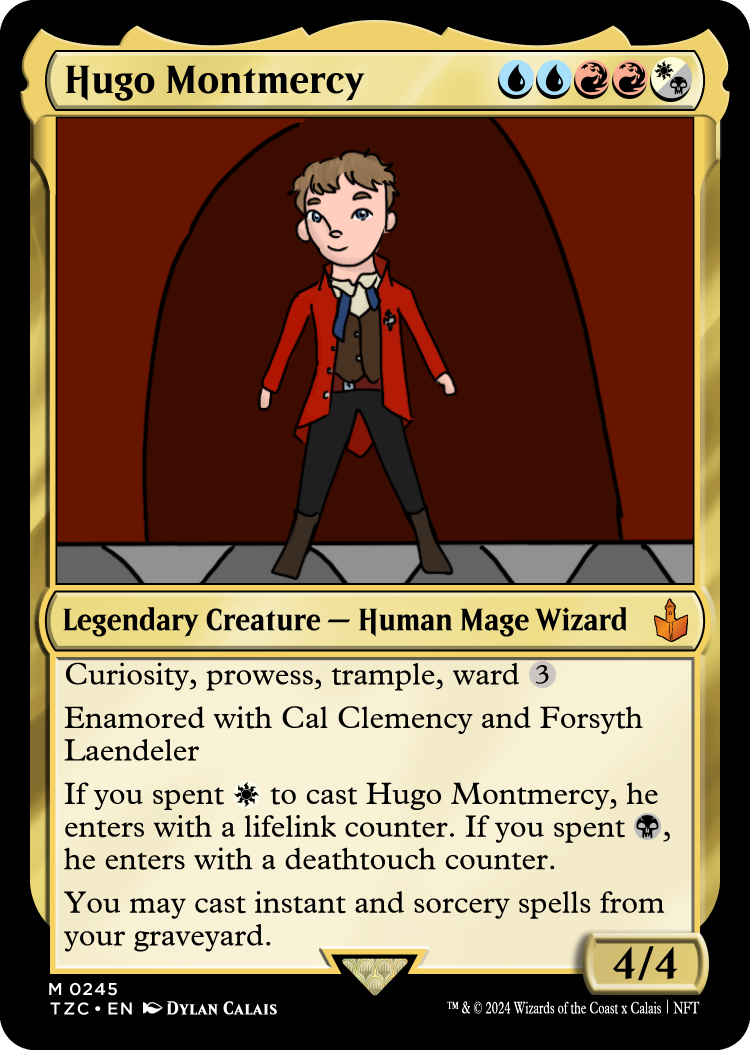 Hugo Montmercy
Legendary Creature — Human Mage Wizard
Curiosity, prowess, trample, ward 3
Enamored with Cal Clemency and Forsyth
Laendeler
If you spent to cast Hugo Montmercy, he
enters with a lifelink counter. If you spent ,
he enters with a deathtouch counter.
You may cast instant and sorcery spells from
your graveyard.
4/4
M 0245
TZC • EN DYLAN CALAIS
™ & © 2024 Wizards of the Coast x Calais | NFT